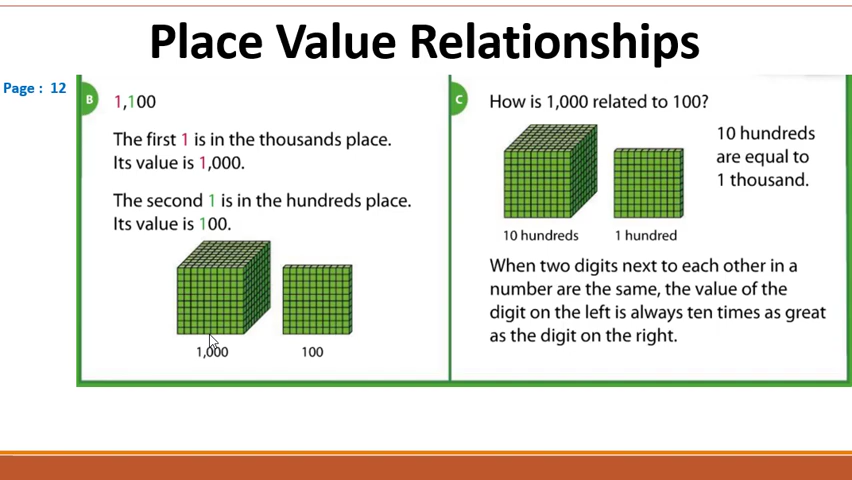 Place Value Relationships
Page : 12
B
1,100
The first 1 is in the thousands place.
Its value is 1,000.
The second 1 is in the hundreds place.
Its value is 100.
1,000
100
C
How is 1,000 related to 100?
10 hundreds
are equal to
1 thousand.
10 hundreds
1 hundred
When two digits next to each other in a
number are the same, the value of the
digit on the left is always ten times as great
as the digit on the right.